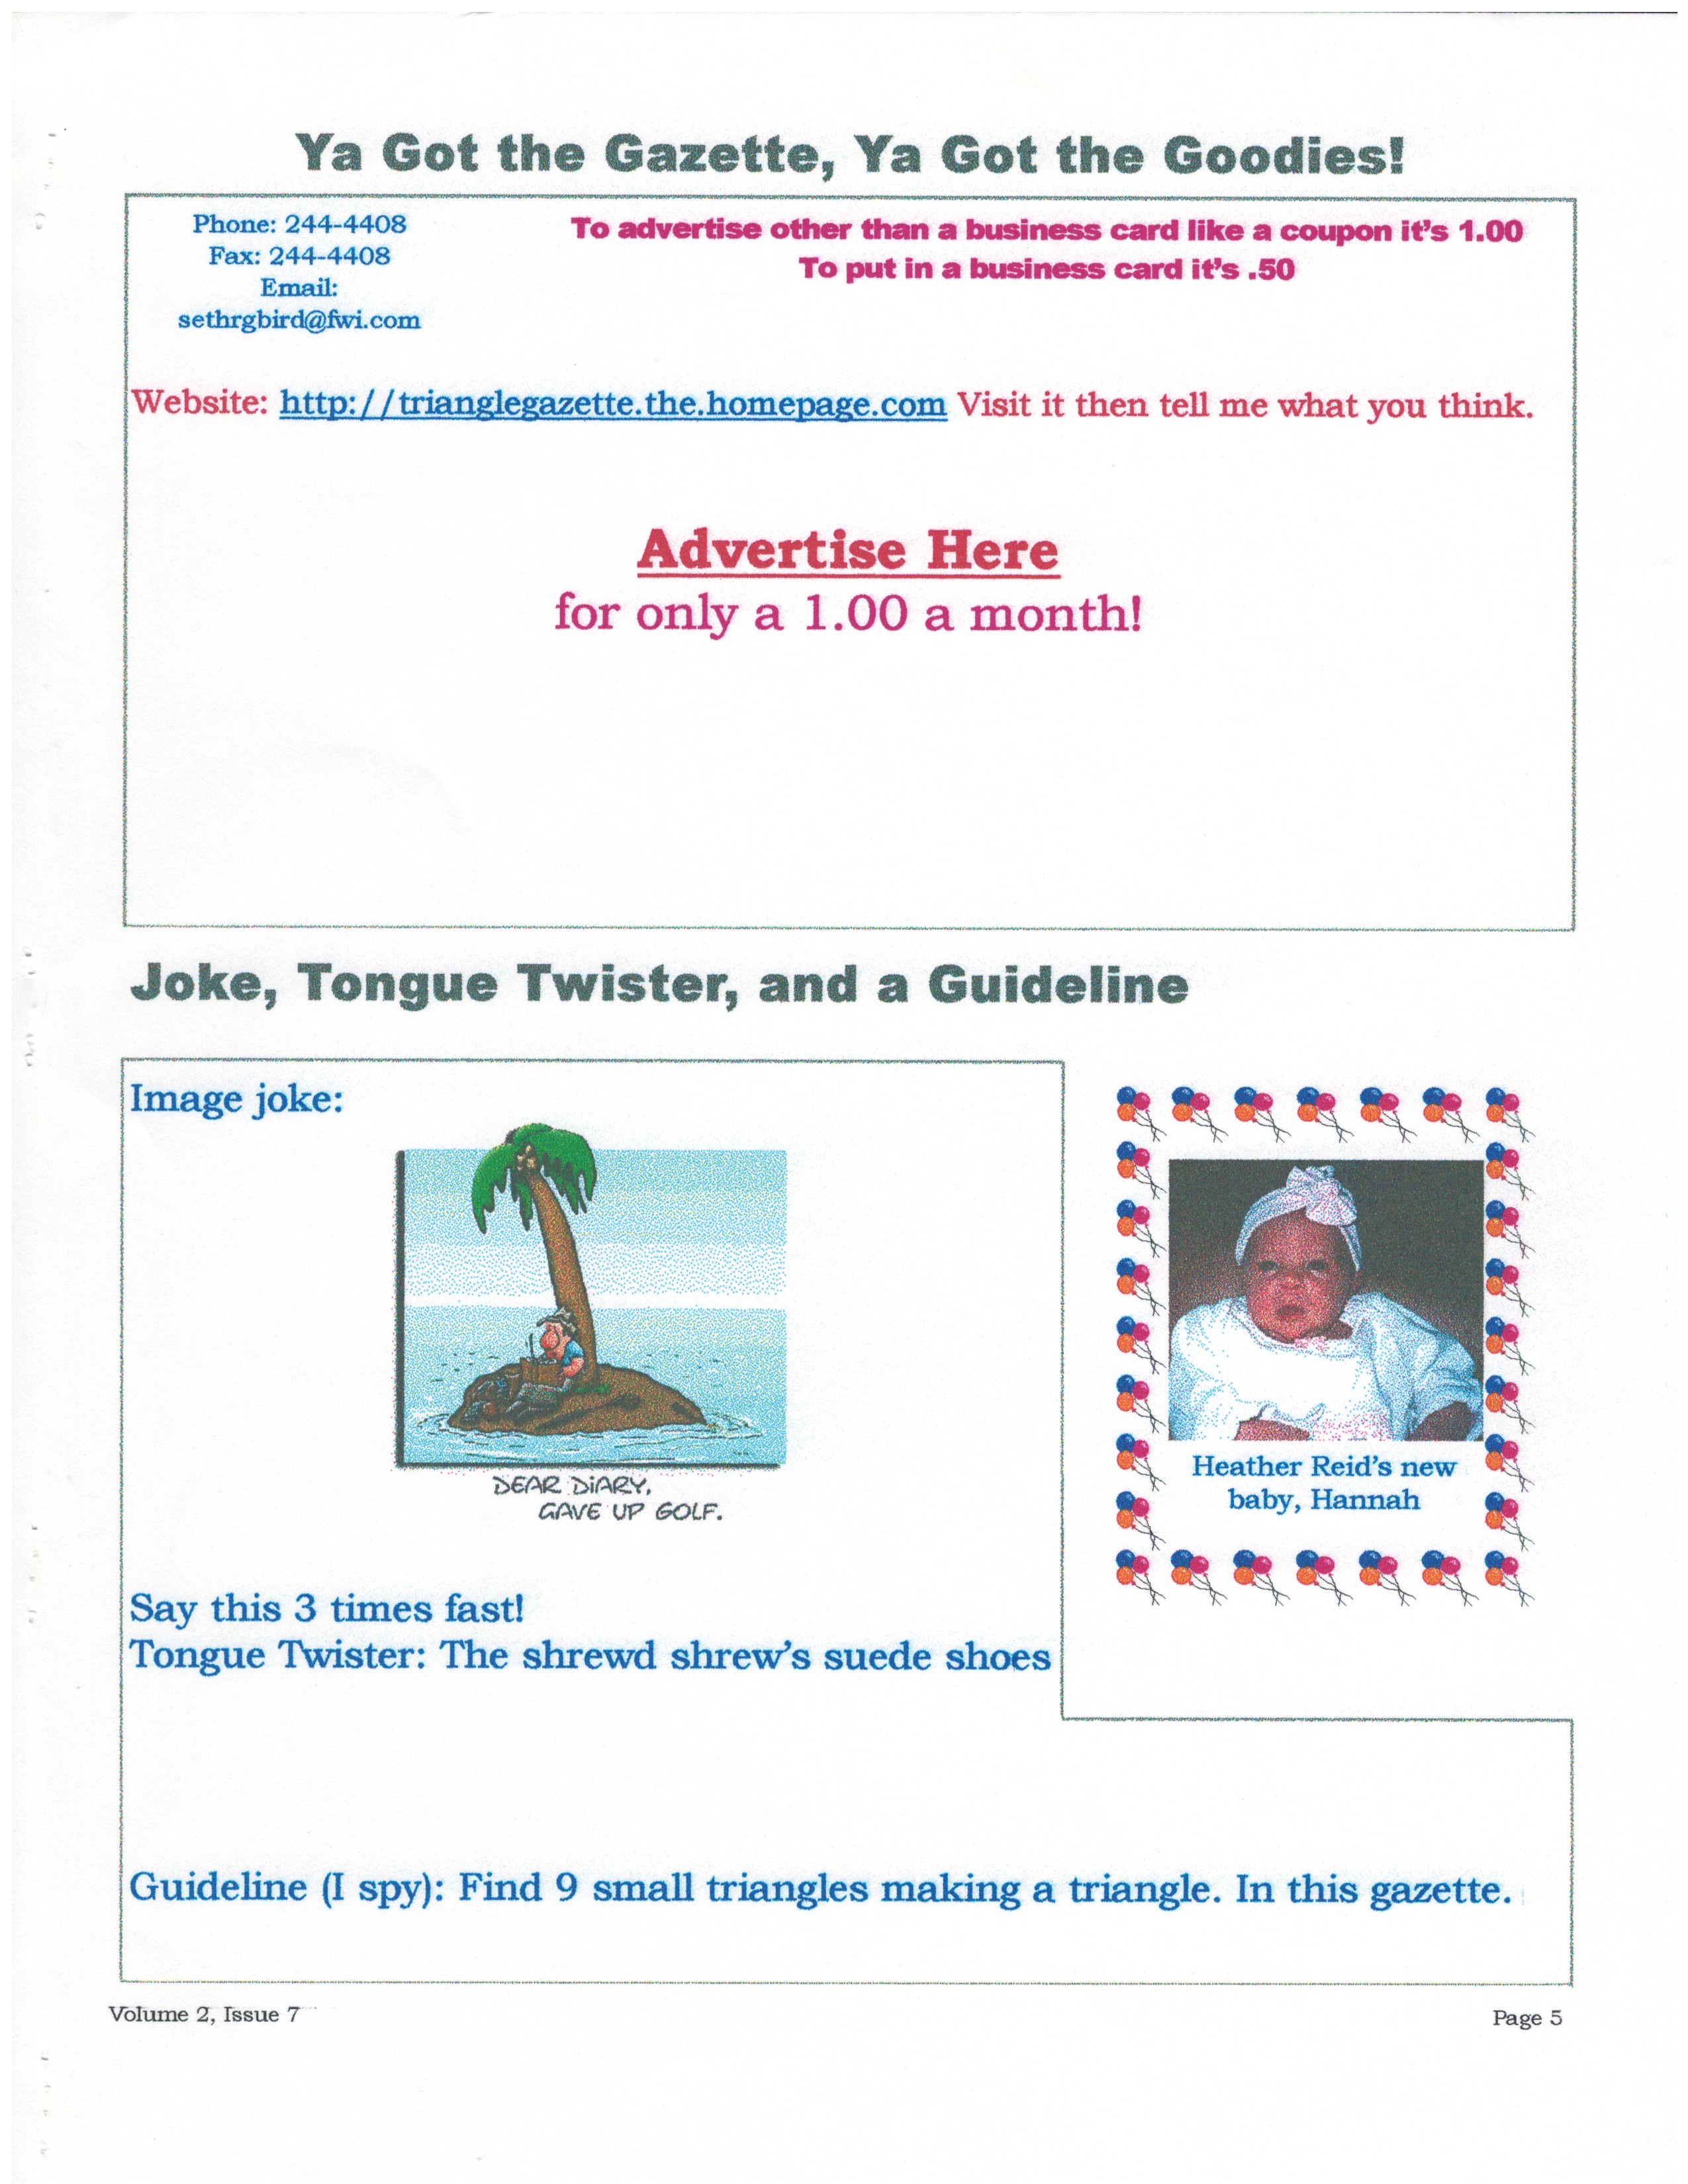 Ya Got the Gazette, Ya Got the Goodies!
Phone: 244-4408
Fax: 244-4408
Email:
sethrgbird@fwi.com
To advertise other than a business card like a coupon it's 1.00
To put in a business card it's .50
Website: http://trianglegazette.the.homepage.com Visit it then tell me what you think.
Advertise Here
for only a 1.00 a month!
Joke, Tongue Twister, and a Guideline
Image joke:
DEAR DIARY,
GAVE UP GOLF.
Heather Reid's new
baby, Hannah
Say this 3 times fast!
Tongue Twister: The shrewd shrew's suede shoes
Guideline (I spy): Find 9 small triangles making a triangle. In this gazette.
Volume 2, Issue 7
Page 5